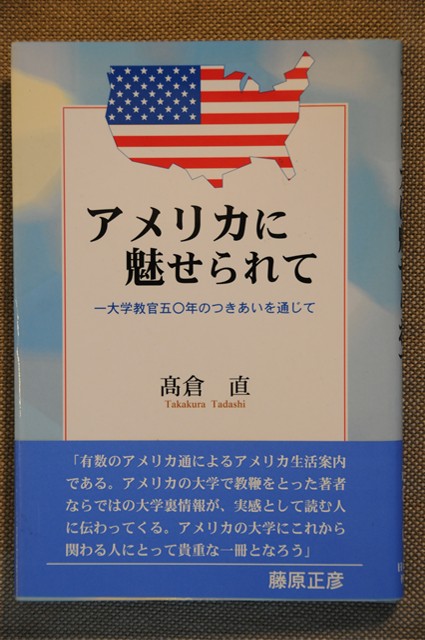 アメリカに
魅せられて
一大学教官五〇年のつきあいを通じて
髙倉 直
Takakura Tadashi
「有数のアメリカ通によるアメリカ生活案内
である。アメリカの大学で教鞭をとった著者
ならではの大学裏情報が、実感として読む人
に伝わってくる。アメリカの大学にこれから
関わる人にとって貴重な一冊となろう」
藤原正彦